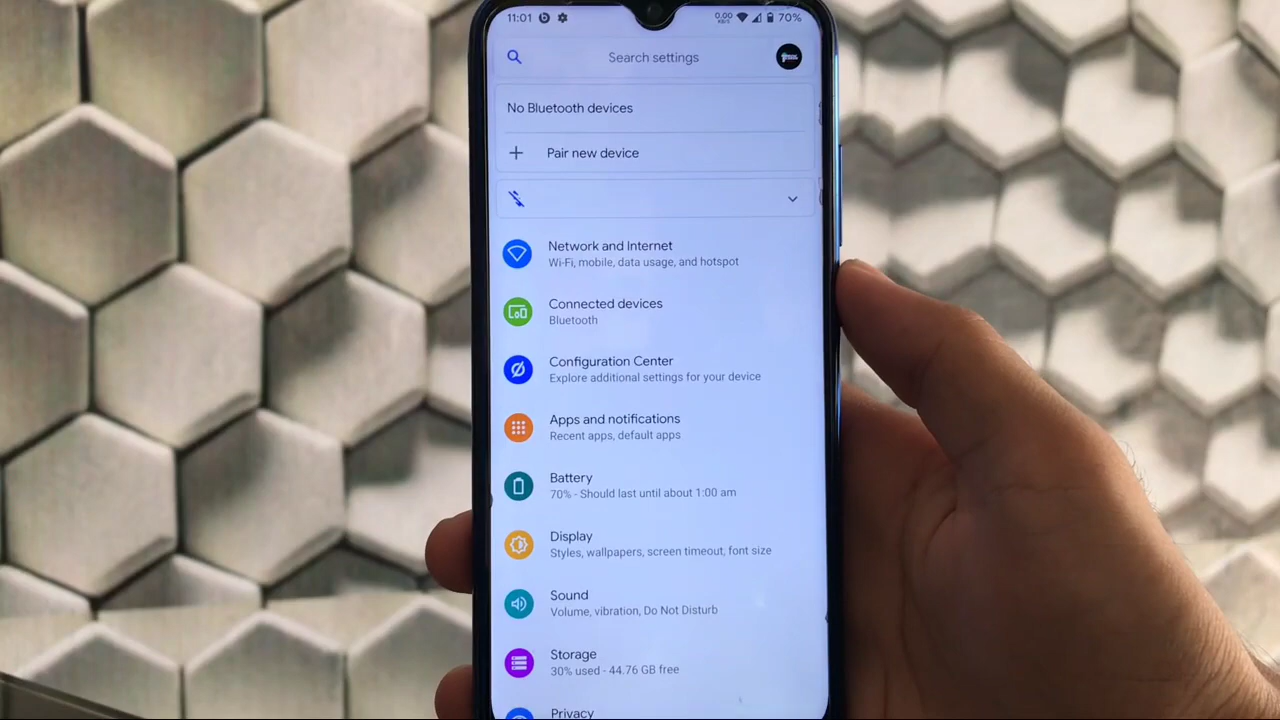 11:01 0.00 KB/S 70%
Search settings
No Bluetooth devices
Pair new device
Network and Internet
Wi-Fi, mobile, data usage, and hotspot
Connected devices
Bluetooth
Configuration Center
Explore additional settings for your device
Apps and notifications
Recent apps, default apps
Battery
70% - Should last until about 1:00 am
Display
Styles, wallpapers, screen timeout, font size
Sound
Volume, vibration, Do Not Disturb
Storage
30% used - 44.76 GB free
Privacy